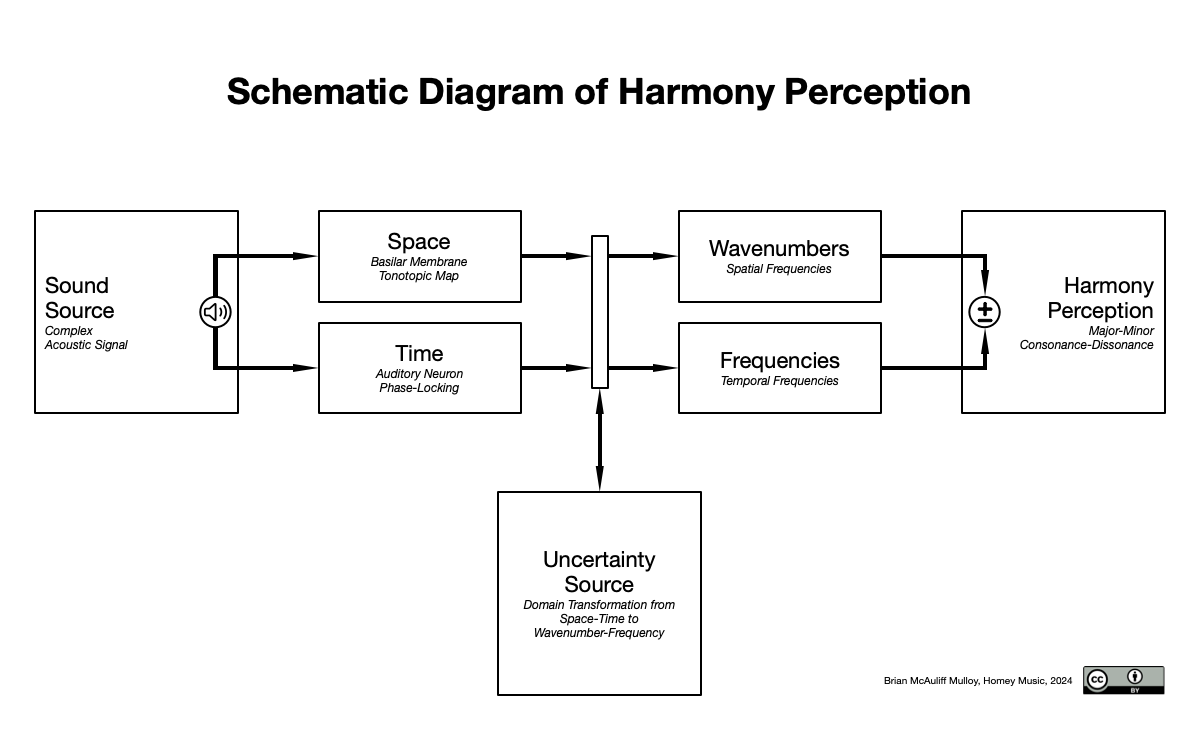 Schematic Diagram of Harmony Perception
Sound
Source
Complex
Acoustic Signal
Space
Basilar Membrane
Tonotopic Map
Time
Auditory Neuron
Phase-Locking
Wavenumbers
Spatial Frequencies
Frequencies
Temporal Frequencies
±
Harmony
Perception
Major-Minor
Consonance-Dissonance
Uncertainty
Source
Domain Transformation from
Space-Time to
Wavenumber-Frequency
Brian McAuliff Mulloy, Homey Music, 2024
cc
BY